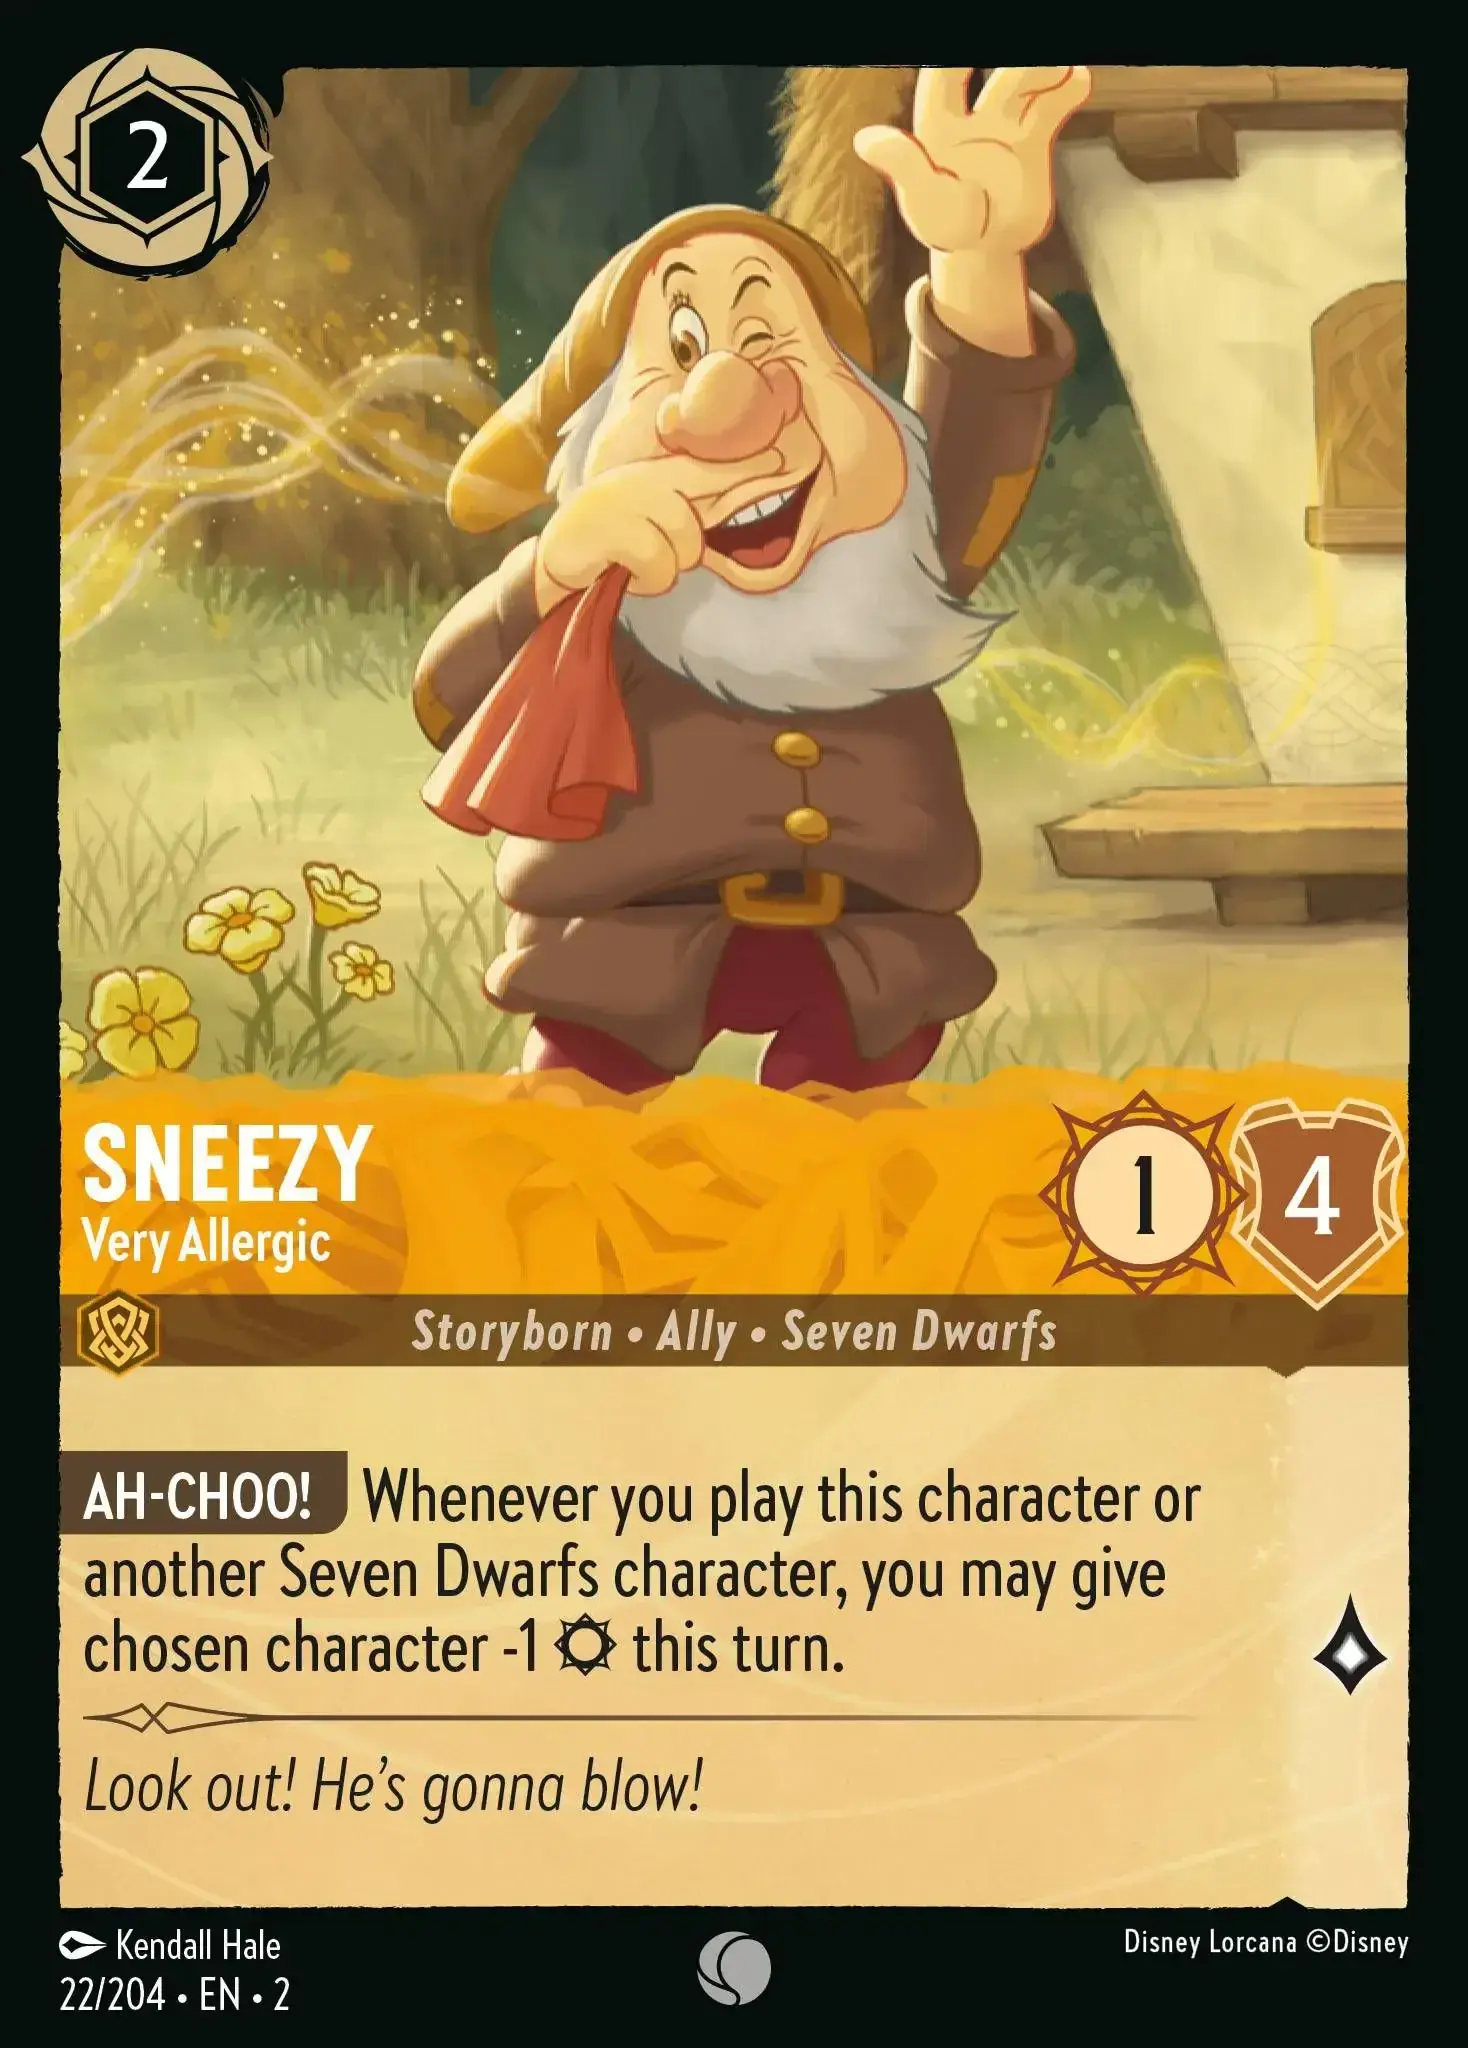 2
SNEEZY
Very Allergic
1
4
Storyborn • Ally • Seven Dwarfs
AH-CHOO! Whenever you play this character or
another Seven Dwarfs character, you may give
chosen character -1 this turn.
Look out! He's gonna blow!
Kendall Hale
22/204 • EN • 2
Disney Lorcana ©Disney